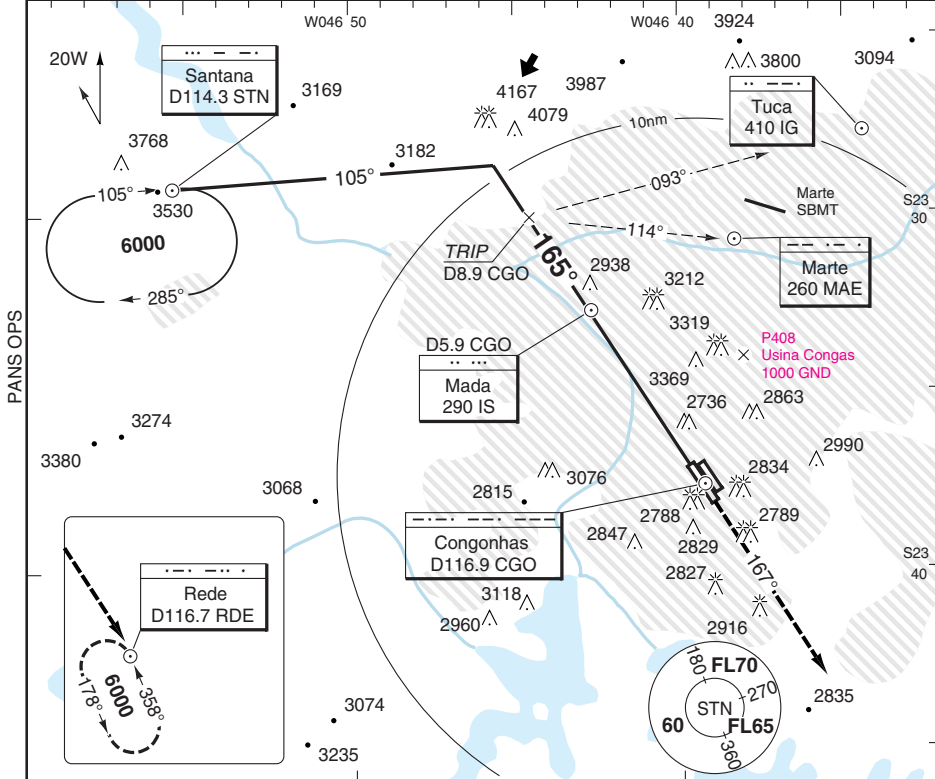 W046 50
W046 40
3924
20W
Santana
D114.3 STN
3169
4167
4079
3987
3800
3094
Tuca
410 IG
10nm
3768
3182
105°
3530
105°
093°
Marte
SBMT
S23
30
6000
TRIP
D8.9 CGO
165°
114°
2938
3212
Marte
260 MAE
285°
PANS OPS
D5.9 CGO
Mada
290 IS
3319
3369
P408
Usina Congas
1000 GND
2736
2863
3274
3380
2990
3076
2834
3068
2815
2788
2789
Congonhas
D116.9 CGO
2847
2829
167°
S23
40
2827
Rede
D116.7 RDE
3118
2960
2916
6000
178°
358°
180
FL70
270
STN
60
FL65
360
2835
3074
3235